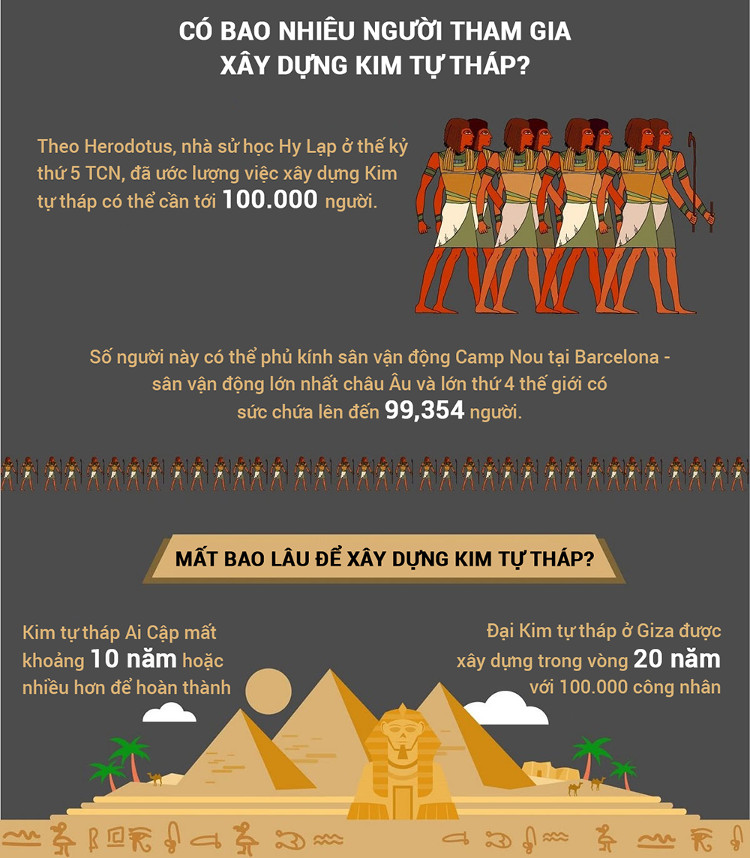 CÓ BAO NHIÊU NGƯỜI THAM GIA
XÂY DỰNG KIM TỰ THÁP?
Theo Herodotus, nhà sử học Hy Lạp ở thế kỷ
thứ 5 TCN, đã ước lượng việc xây dựng Kim
tự tháp có thể cần tới 100.000 người.
Số người này có thể phủ kính sân vận động Camp Nou tại Barcelona -
sân vận động lớn nhất châu Âu và lớn thứ 4 thế giới có
sức chứa lên đến 99,354 người.
MẤT BAO LÂU ĐỂ XÂY DỰNG KIM TỰ THÁP?
Kim tự tháp Ai Cập mất
khoảng 10 năm hoặc
nhiều hơn để hoàn thành
Đại Kim tự tháp ở Giza được
xây dựng trong vòng 20 năm
với 100.000 công nhân